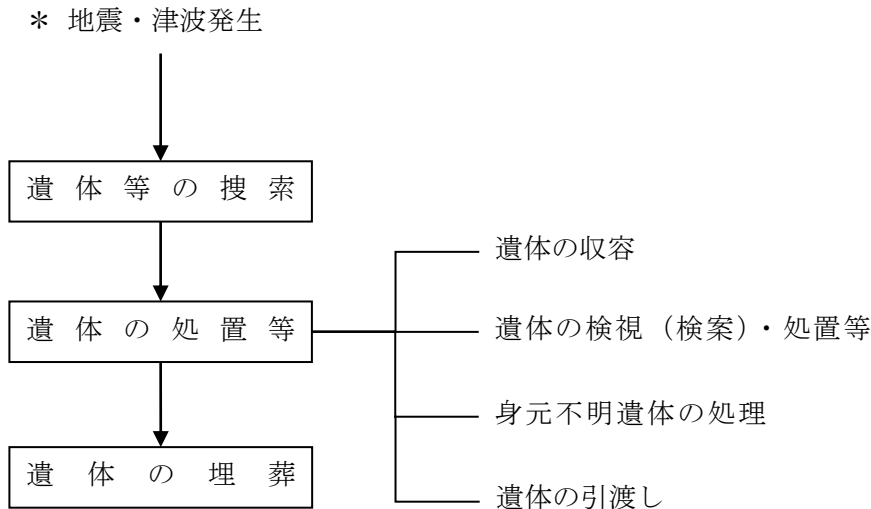 ＊ 地震・津波発生
遺体等の捜索
遺体の処置等
遺体の収容
遺体の検視（検案）・処置等
身元不明遺体の処理
遺体の引渡し
遺体の埋葬